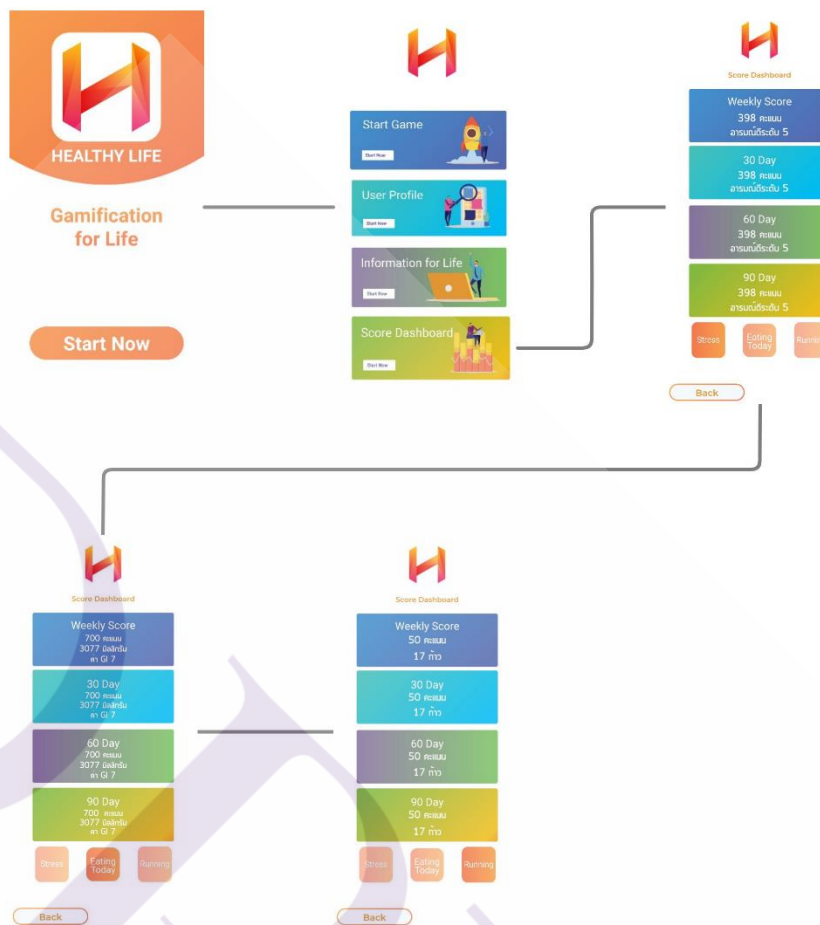 HEALTHY LIFE
Gamification
for Life
Start Now
Start Game
Start Now
User Profile
Start Now
Information for Life
Start Now
Score Dashboard
Start Now
Score Dashboard
Weekly Score
398 คะแนน
อารมณ์ดีระดับ 5
30 Day
398 คะแนน
อารมณ์ดีระดับ 5
60 Day
398 คะแนน
อารมณ์ดีระดับ 5
90 Day
398 คะแนน
อารมณ์ดีระดับ 5
Stress
Eating
Today
Running
Back
Score Dashboard
Weekly Score
700 คะแนน
3077 มิลลิกรัม
ค่า GI 7
30 Day
700 คะแนน
3077 มิลลิกรัม
ค่า GI 7
60 Day
700 คะแนน
3077 มิลลิกรัม
ค่า GI 7
90 Day
700 คะแนน
3077 มิลลิกรัม
ค่า GI 7
Stress
Eating
Today
Running
Back
Score Dashboard
Weekly Score
50 คะแนน
17 ก้าว
30 Day
50 คะแนน
17 ก้าว
60 Day
50 คะแนน
17 ก้าว
90 Day
50 คะแนน
17 ก้าว
Stress
Eating
Today
Running
Back